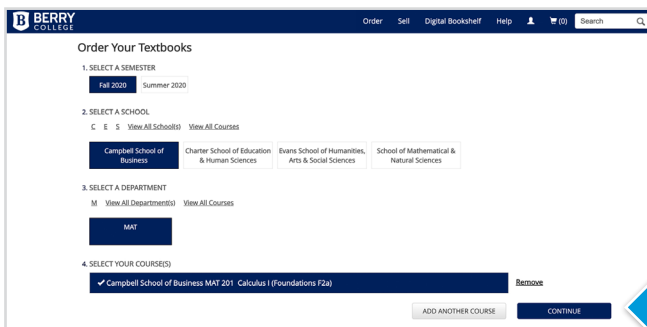 B BERRY COLLEGE
Order Sell Digital Bookshelf Help (0) Search
Order Your Textbooks
1. SELECT A SEMESTER
Fall 2020 Summer 2020
2. SELECT A SCHOOL
C E S View All School(s) View All Courses
Campbell School of Business
Charter School of Education & Human Sciences
Evans School of Humanities, Arts & Social Sciences
School of Mathematical & Natural Sciences
3. SELECT A DEPARTMENT
M View All Department(s) View All Courses
MAT
4. SELECT YOUR COURSE(S)
Campbell School of Business MAT 201 Calculus I (Foundations F2a) Remove
ADD ANOTHER COURSE CONTINUE